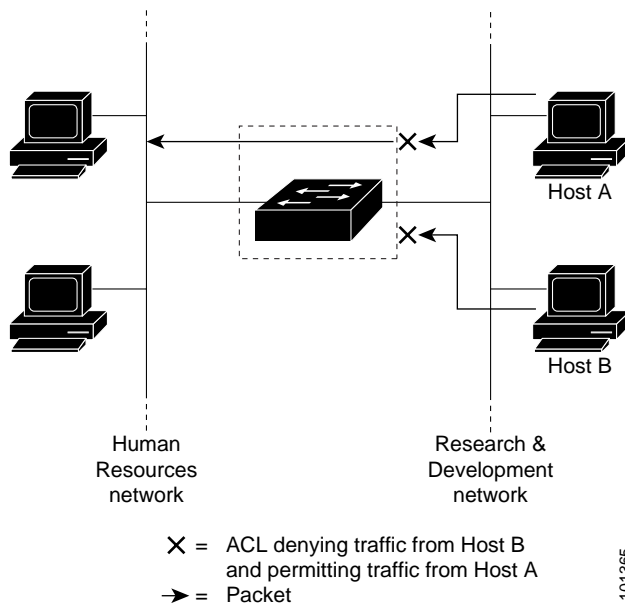 Host A
Host B
Human
Resources
network
Research &
Development
network
X = ACL denying traffic from Host B
and permitting traffic from Host A
➔ = Packet
101365